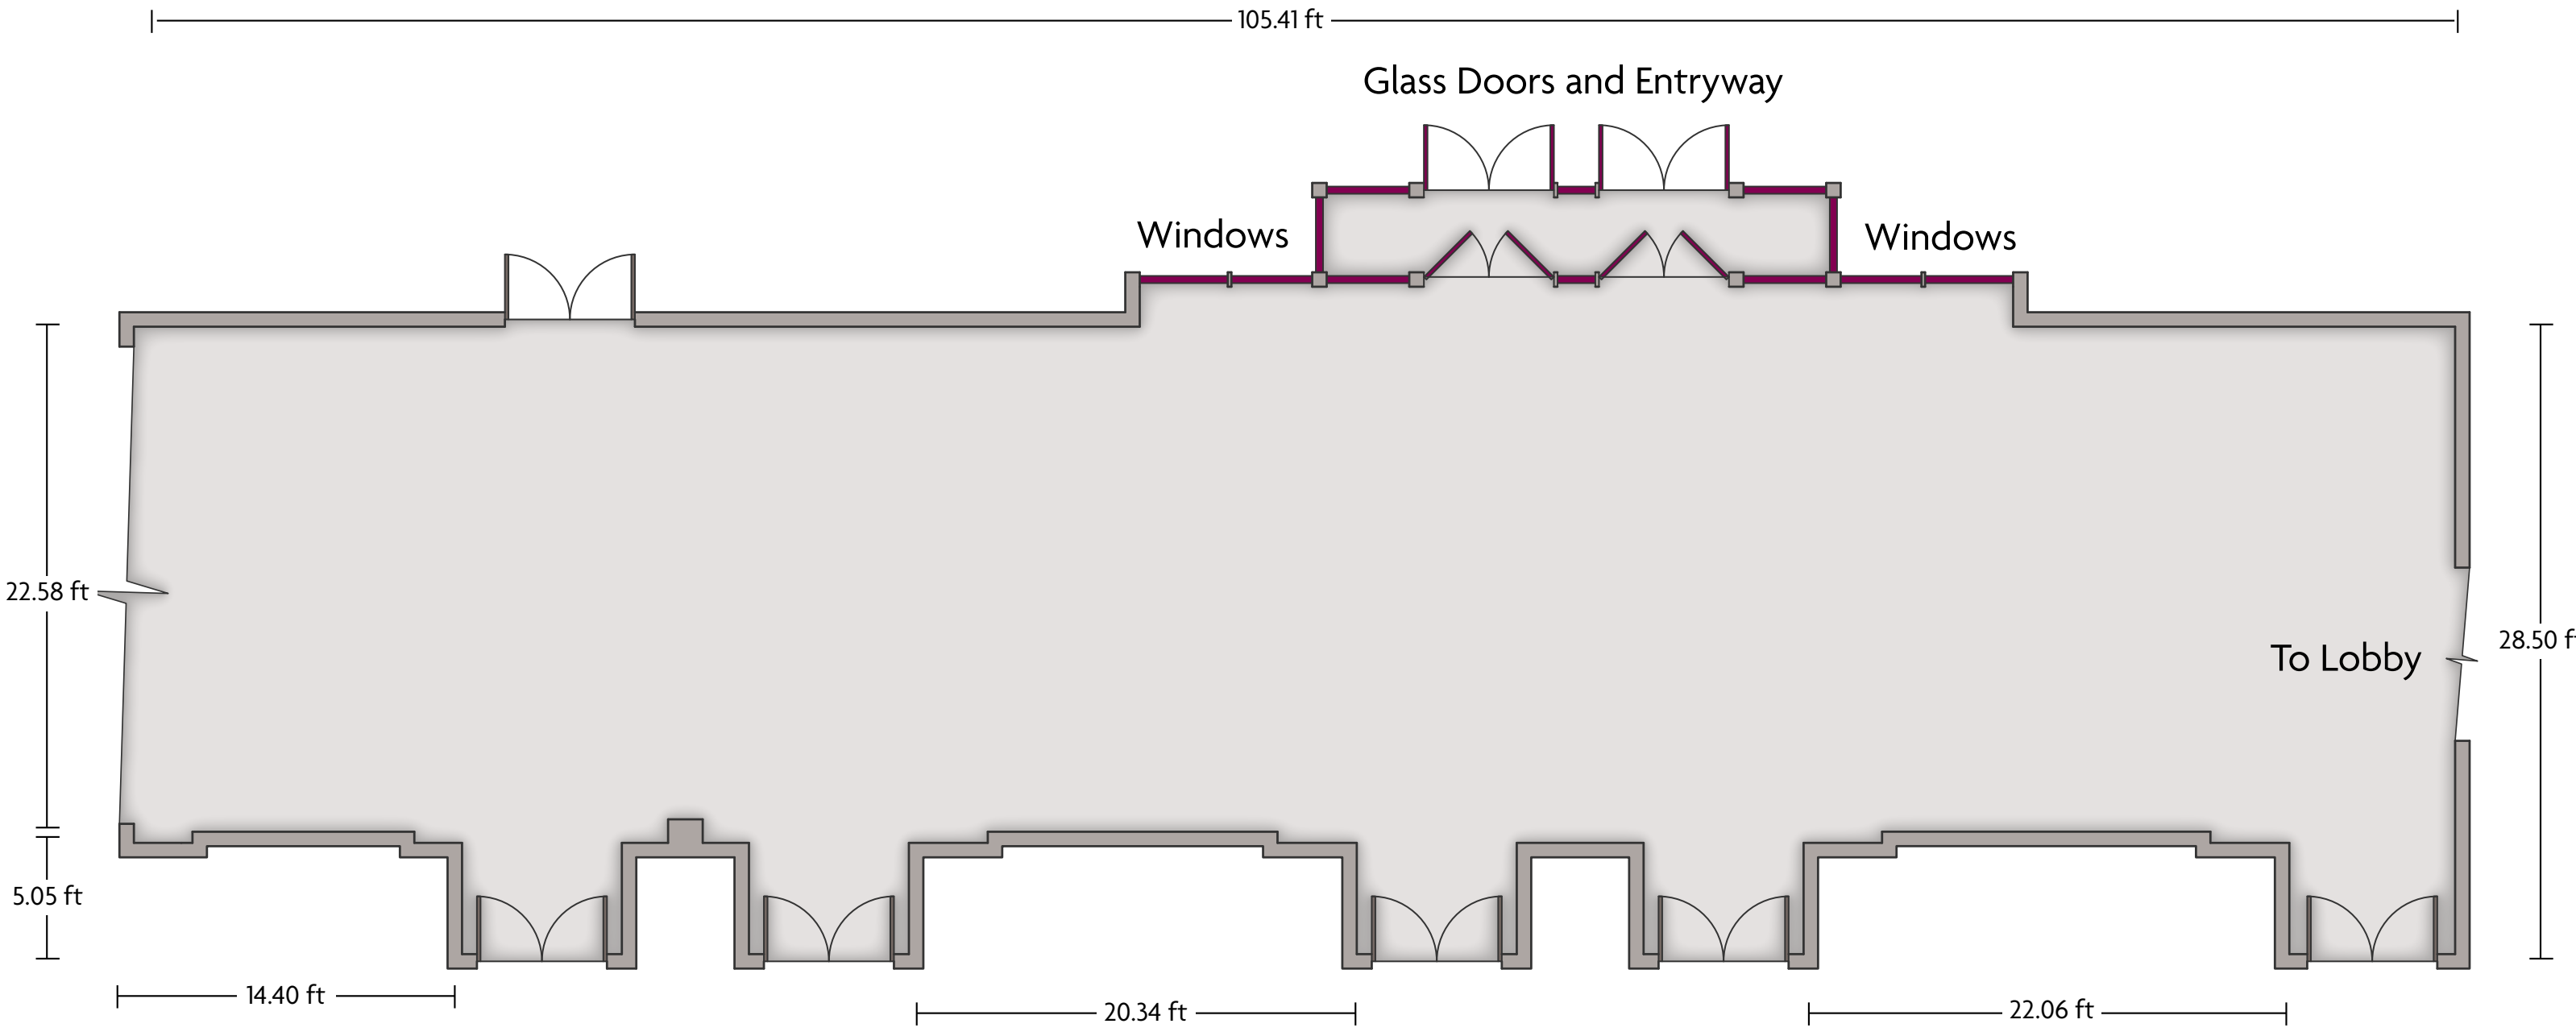 105.41 ft
Glass Doors and Entryway
Windows
Windows
22.58 ft
28.50 ft
To Lobby
5.05 ft
14.40 ft
20.34 ft
22.06 ft